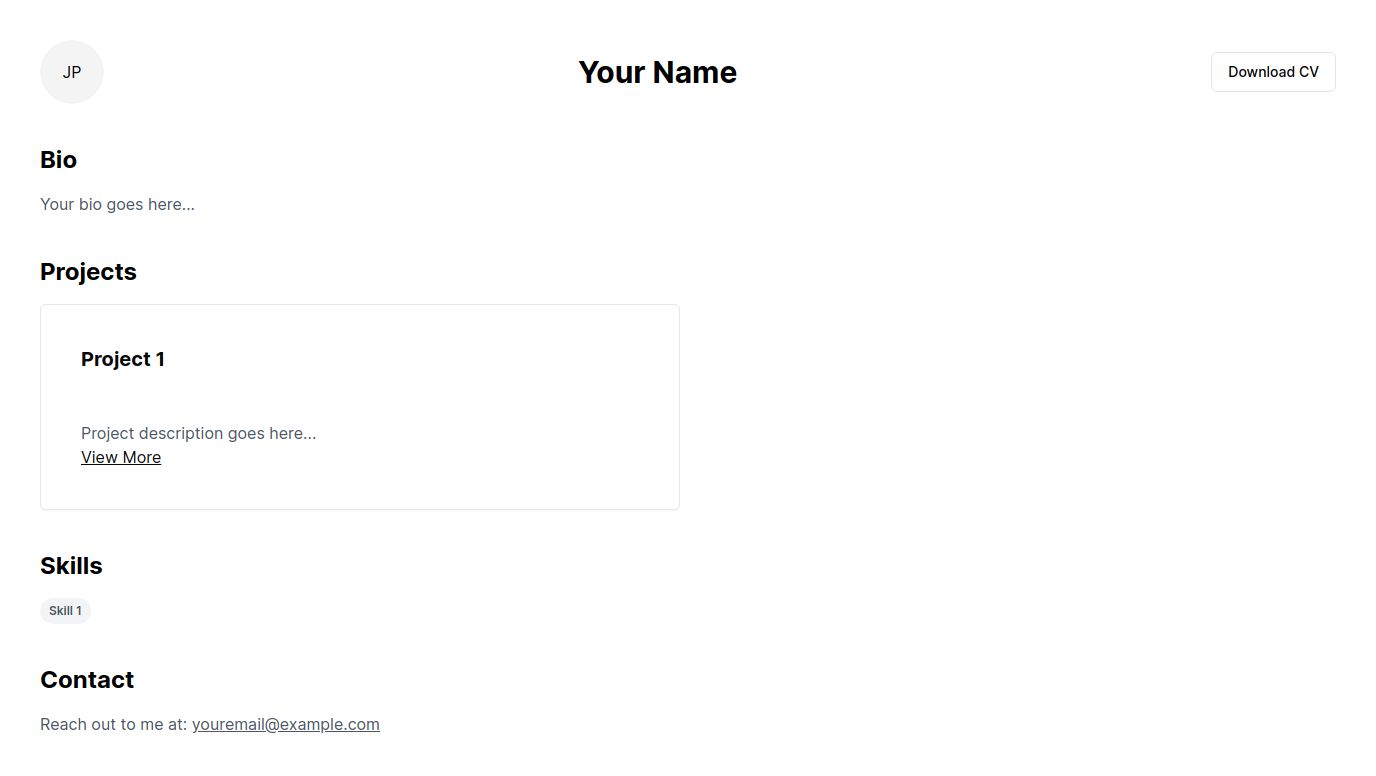 JP
Your Name
Download CV
Bio
Your bio goes here...
Projects
Project 1
Project description goes here...
View More
Skills
Skill 1
Contact
Reach out to me at: youremail@example.com